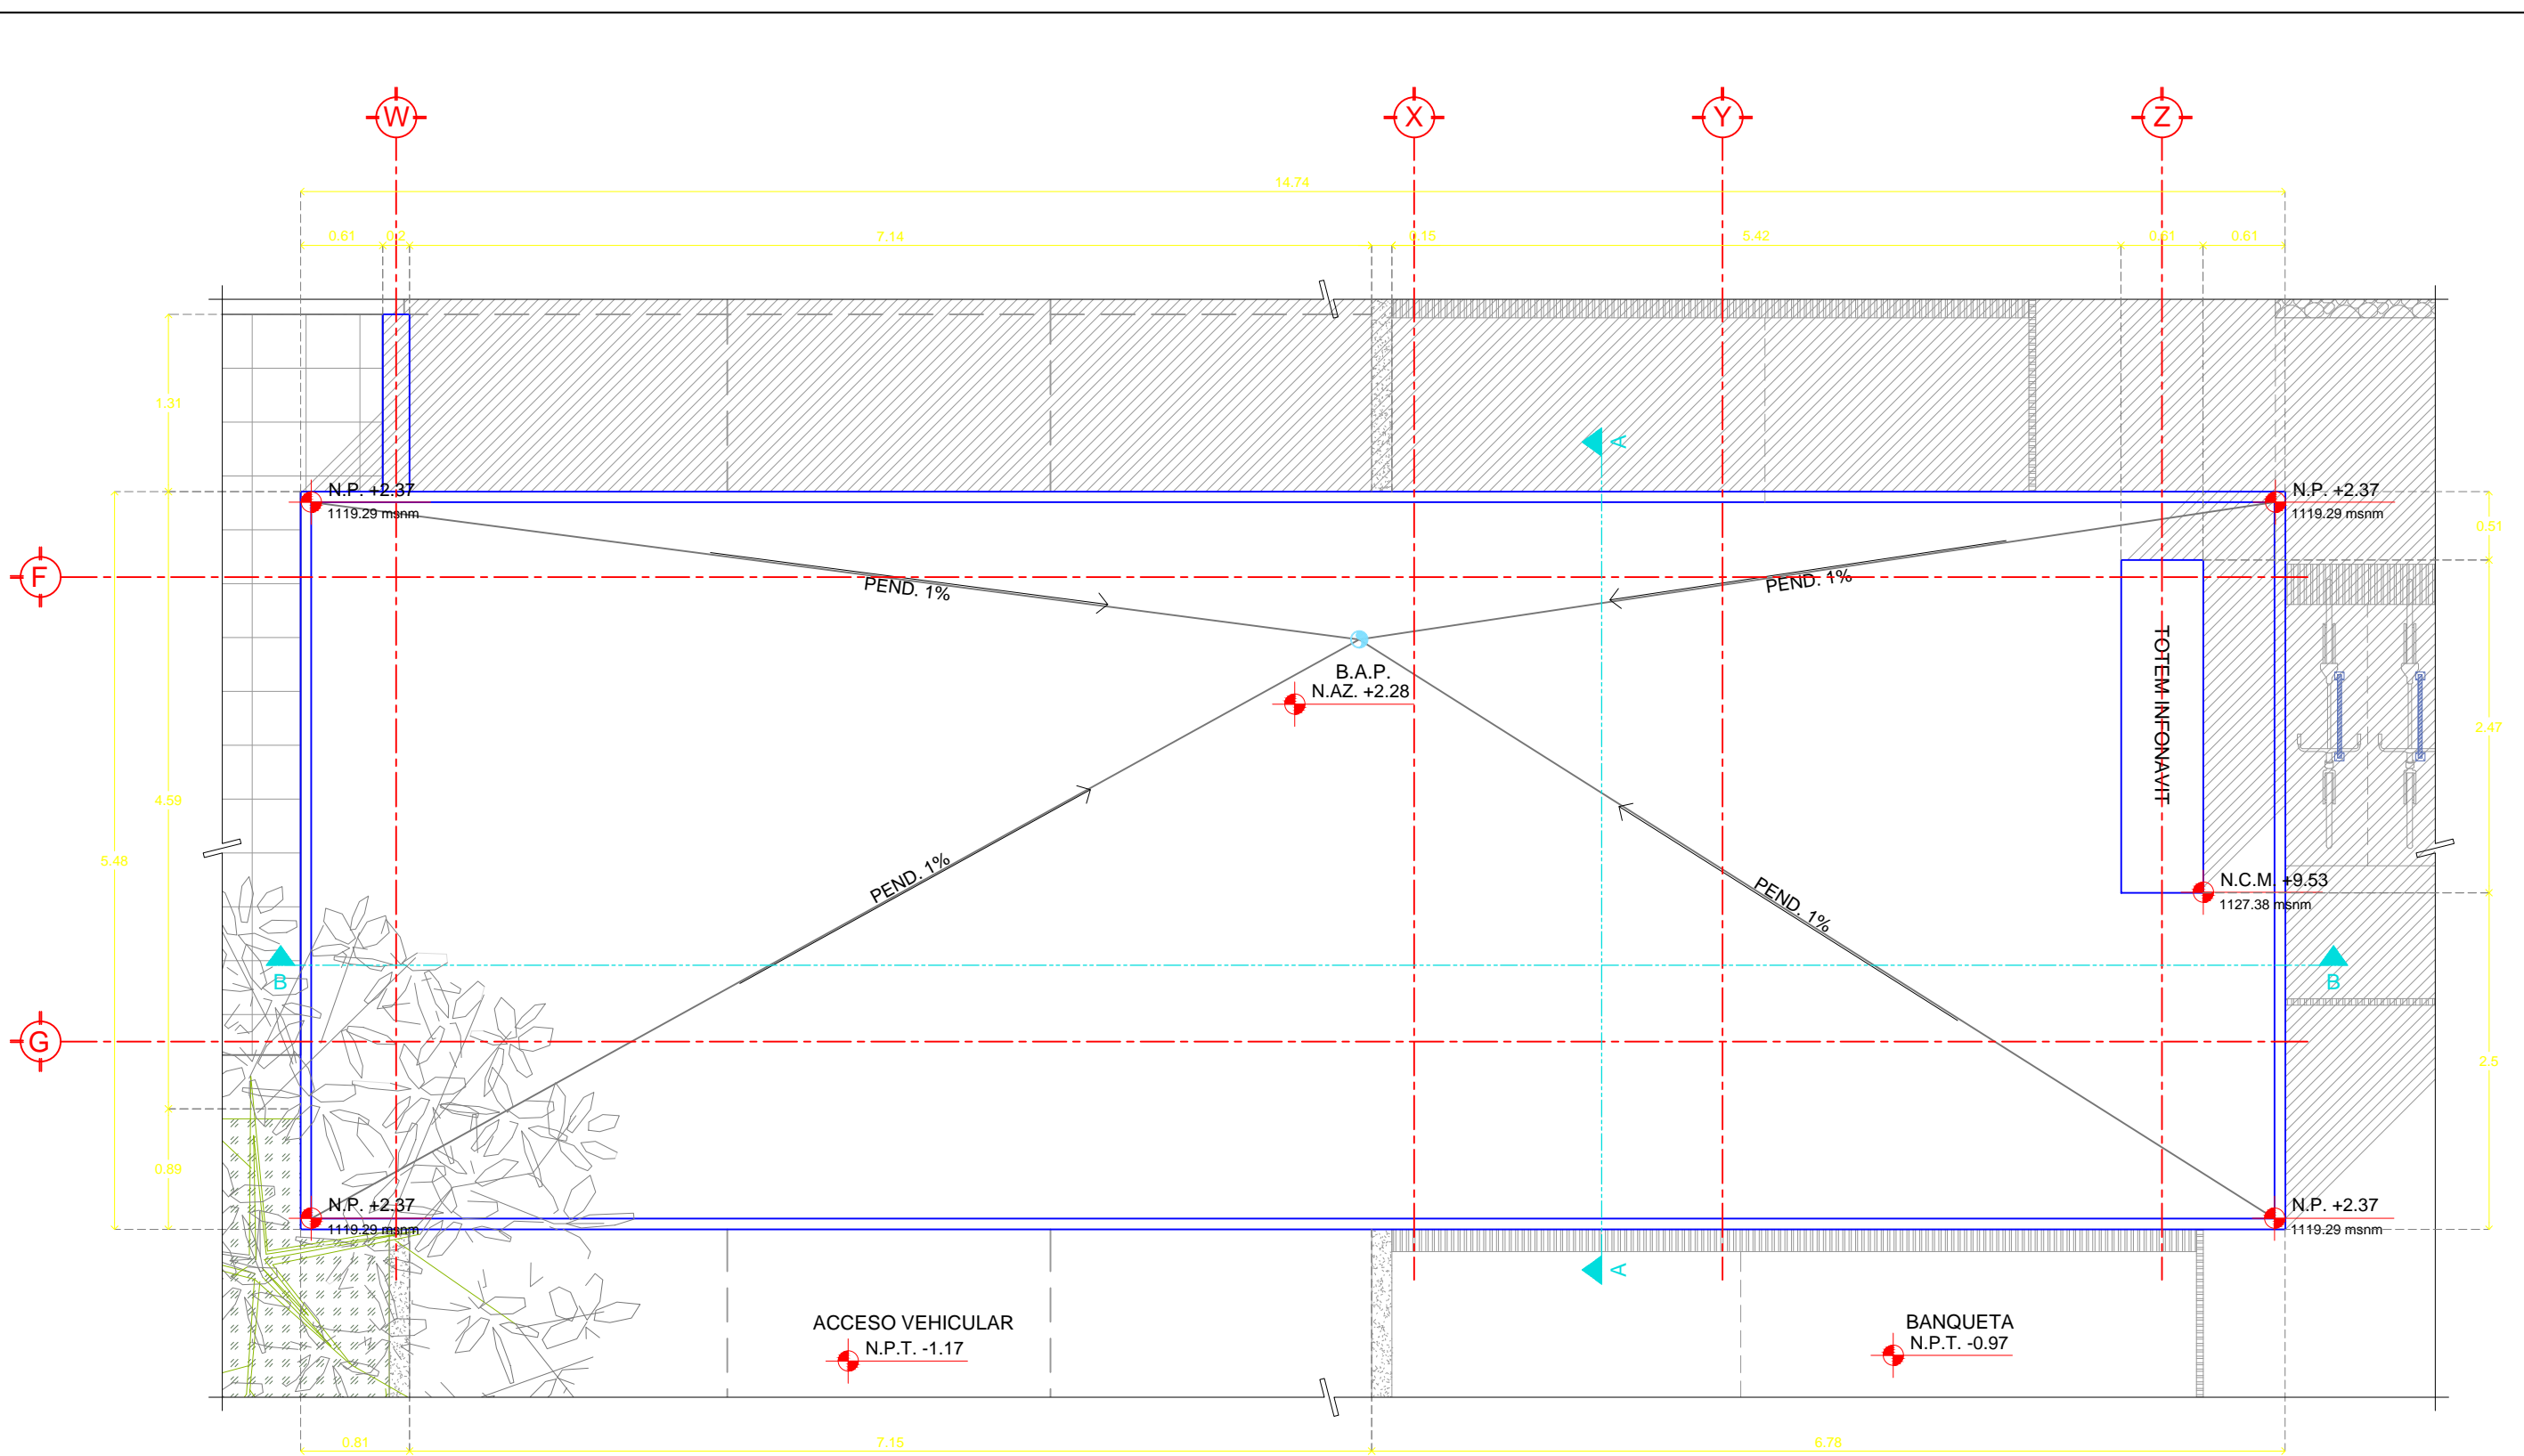 W
X
Y
Z
14.74
0.61
0.2
7.14
0.15
5.42
0.61
0.61
1.31
A
N.P. +2.37
1119.29 msnm
N.P. +2.37
1119.29 msnm
0.51
F
PEND. 1%
PEND. 1%
TOTEM INFONAVIT
B.A.P.
N.AZ. +2.28
2.47
4.59
5.48
PEND. 1%
PEND. 1%
N.C.M. +9.53
1127.38 msnm
B
B
G
2.5
0.89
N.P. +2.37
1119.29 msnm
N.P. +2.37
1119.29 msnm
A
ACCESO VEHICULAR
N.P.T. -1.17
BANQUETA
N.P.T. -0.97
0.81
7.15
6.78